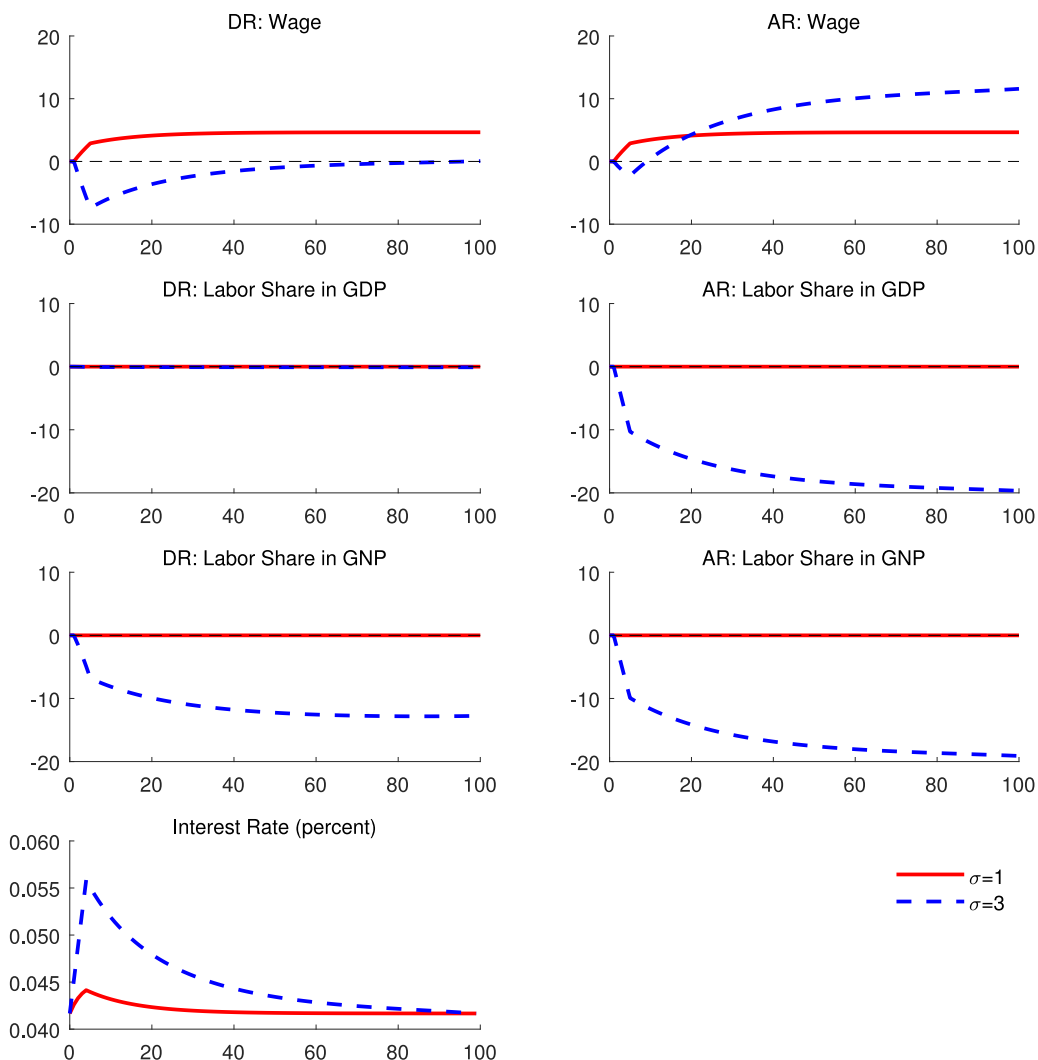 DR: Wage
20
10
0
-10
0 20 40 60 80 100
AR: Wage
20
10
0
-10
0 20 40 60 80 100
DR: Labor Share in GDP
10
0
-10
-20
0 20 40 60 80 100
AR: Labor Share in GDP
10
0
-10
-20
0 20 40 60 80 100
DR: Labor Share in GNP
10
0
-10
-20
0 20 40 60 80 100
AR: Labor Share in GNP
10
0
-10
-20
0 20 40 60 80 100
Interest Rate (percent)
0.060
0.055
0.050
0.045
0.040
0 20 40 60 80 100
σ=1
σ=3